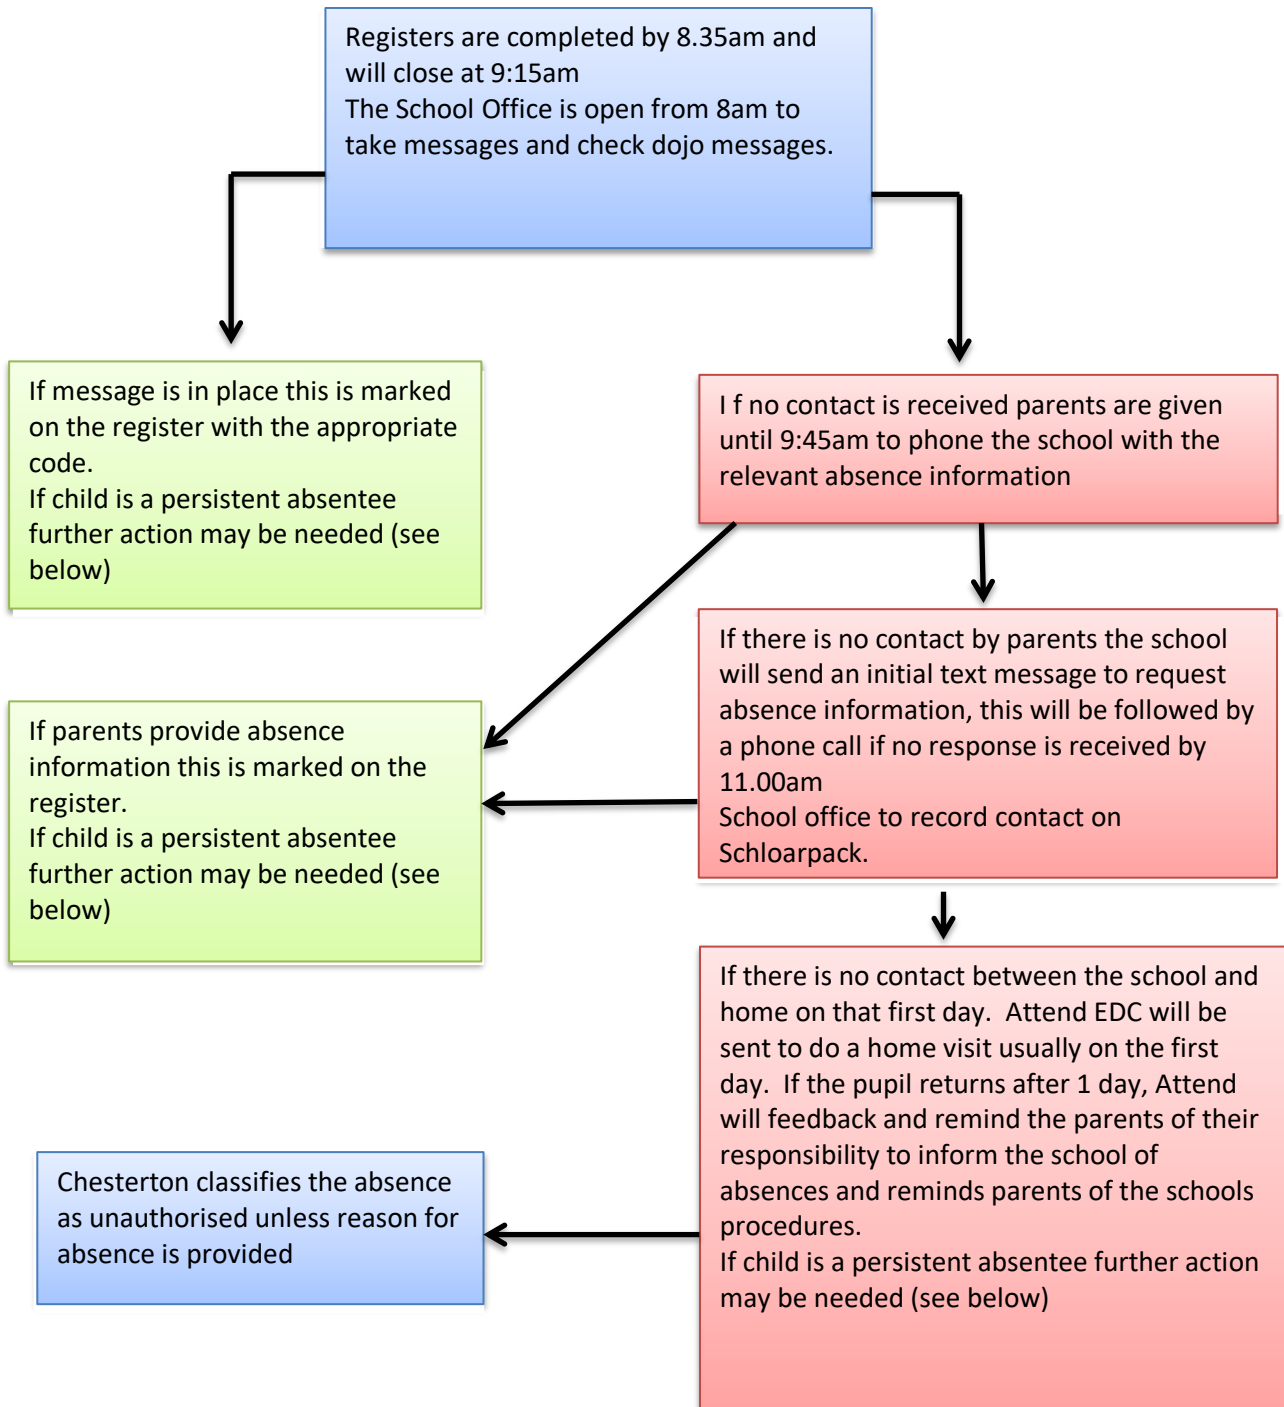 Registers are completed by 8.35am and
will close at 9:15am
The School Office is open from 8am to
take messages and check dojo messages.
If message is in place this is marked
on the register with the appropriate
code.
If child is a persistent absentee
further action may be needed (see
below)
I f no contact is received parents are given
until 9:45am to phone the school with the
relevant absence information
If there is no contact by parents the school
will send an initial text message to request
absence information, this will be followed by
a phone call if no response is received by
11.00am
School office to record contact on
Schloarpack.
If parents provide absence
information this is marked on the
register.
If child is a persistent absentee
further action may be needed (see
below)
If there is no contact between the school and
home on that first day.  Attend EDC will be
sent to do a home visit usually on the first
day.  If the pupil returns after 1 day, Attend
will feedback and remind the parents of their
responsibility to inform the school of
absences and reminds parents of the schools
procedures.
If child is a persistent absentee further action
may be needed (see below)
Chesterton classifies the absence
as unauthorised unless reason for
absence is provided